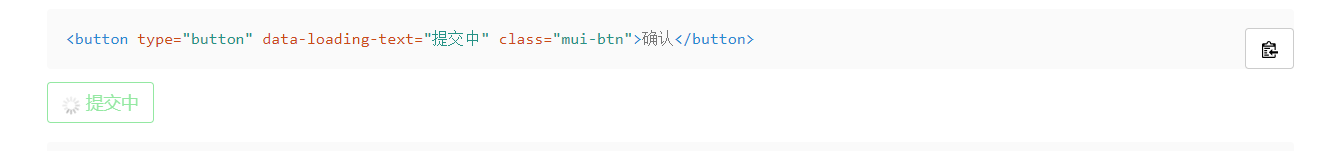 <button type="button" data-loading-text="提交中" class="mui-btn">确认</button>
提交中